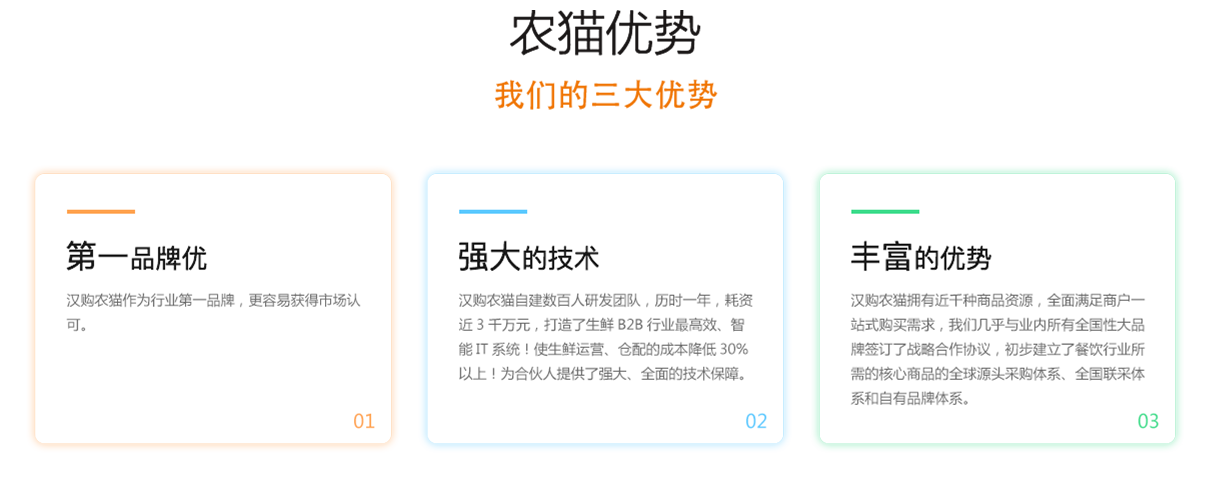 农猫优势
我们的三大优势
第一品牌优
汉购农猫作为行业第一品牌，更容易获得市场认
可。
01
强大的技术
汉购农猫自建数百人研发团队，历时一年，耗资
近 3 千万元，打造了生鲜 B2B 行业最高效、智
能 IT 系统！使生鲜运营、仓配的成本降低 30%
以上！为合伙人提供了强大、全面的技术保障。
02
丰富的优势
汉购农猫拥有近千种商品资源，全面满足商户一
站式购买需求，我们几乎与业内所有全国性大品
牌签订了战略合作协议，初步建立了餐饮行业所
需的核心商品的全球源头采购体系、全国联采体
系和自有品牌体系。
03